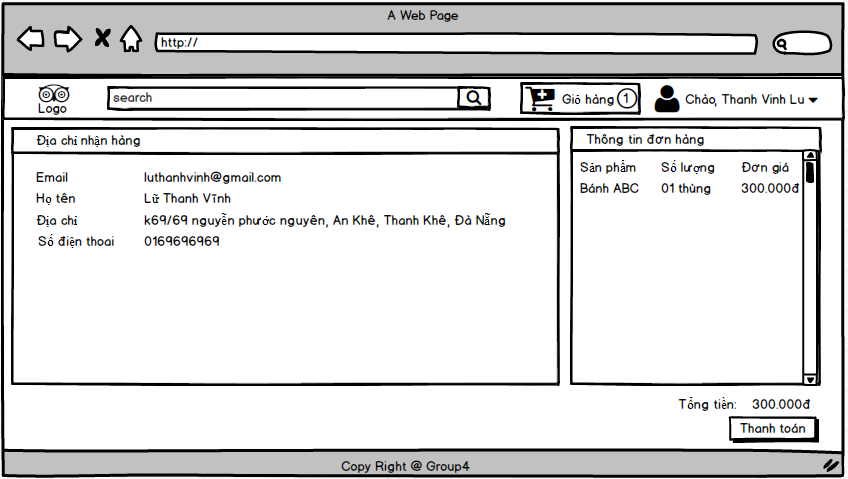 A Web Page
http://
Logo
search
Giỏ hàng 1
Chào, Thanh Vinh Lu
Địa chỉ nhận hàng
Email luthanhvinh@gmail.com
Họ tên Lữ Thanh Vĩnh
Địa chỉ k69/69 nguyễn phước nguyên, An Khê, Thanh Khê, Đà Nẵng
Số điện thoai 0169696969
Thông tin đơn hàng
Sản phẩm Số lượng Đơn giá
Bánh ABC 01 thùng 300.000đ
Tổng tiền: 300.000đ
Thanh toán
Copy Right @ Group4